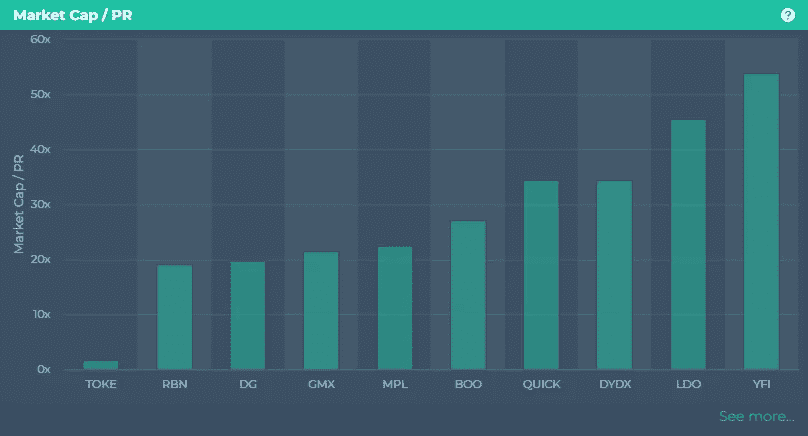 Market Cap / PR
?
60x
50x
40x
30x
20x
10x
0x
Market Cap / PR
TOKE RBN DG GMX MPL BOO QUICK DYDX LDO YFI
See more...